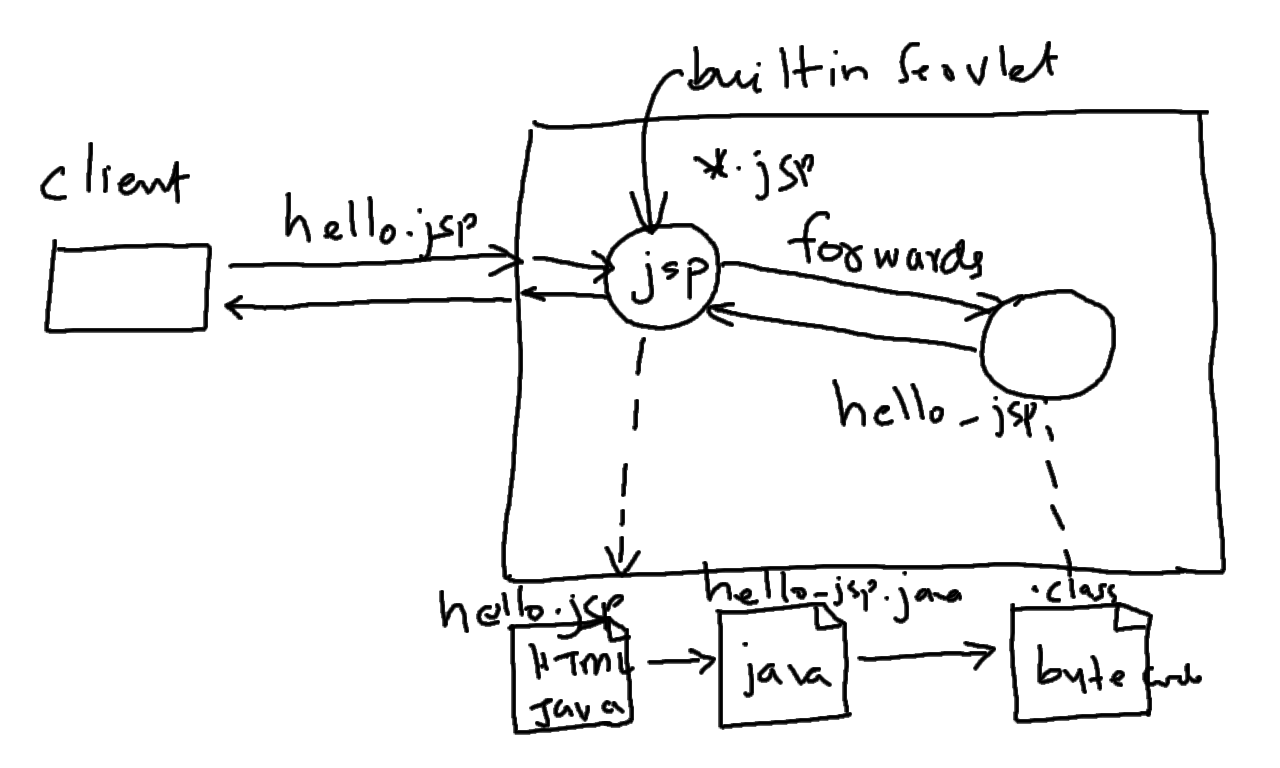 builtin Servlet
*.jsp
client
hello.jsp
jsp
forwards
hello_jsp
hello.jsp
hello_jsp.java
.class
HTML
java
java
byte code